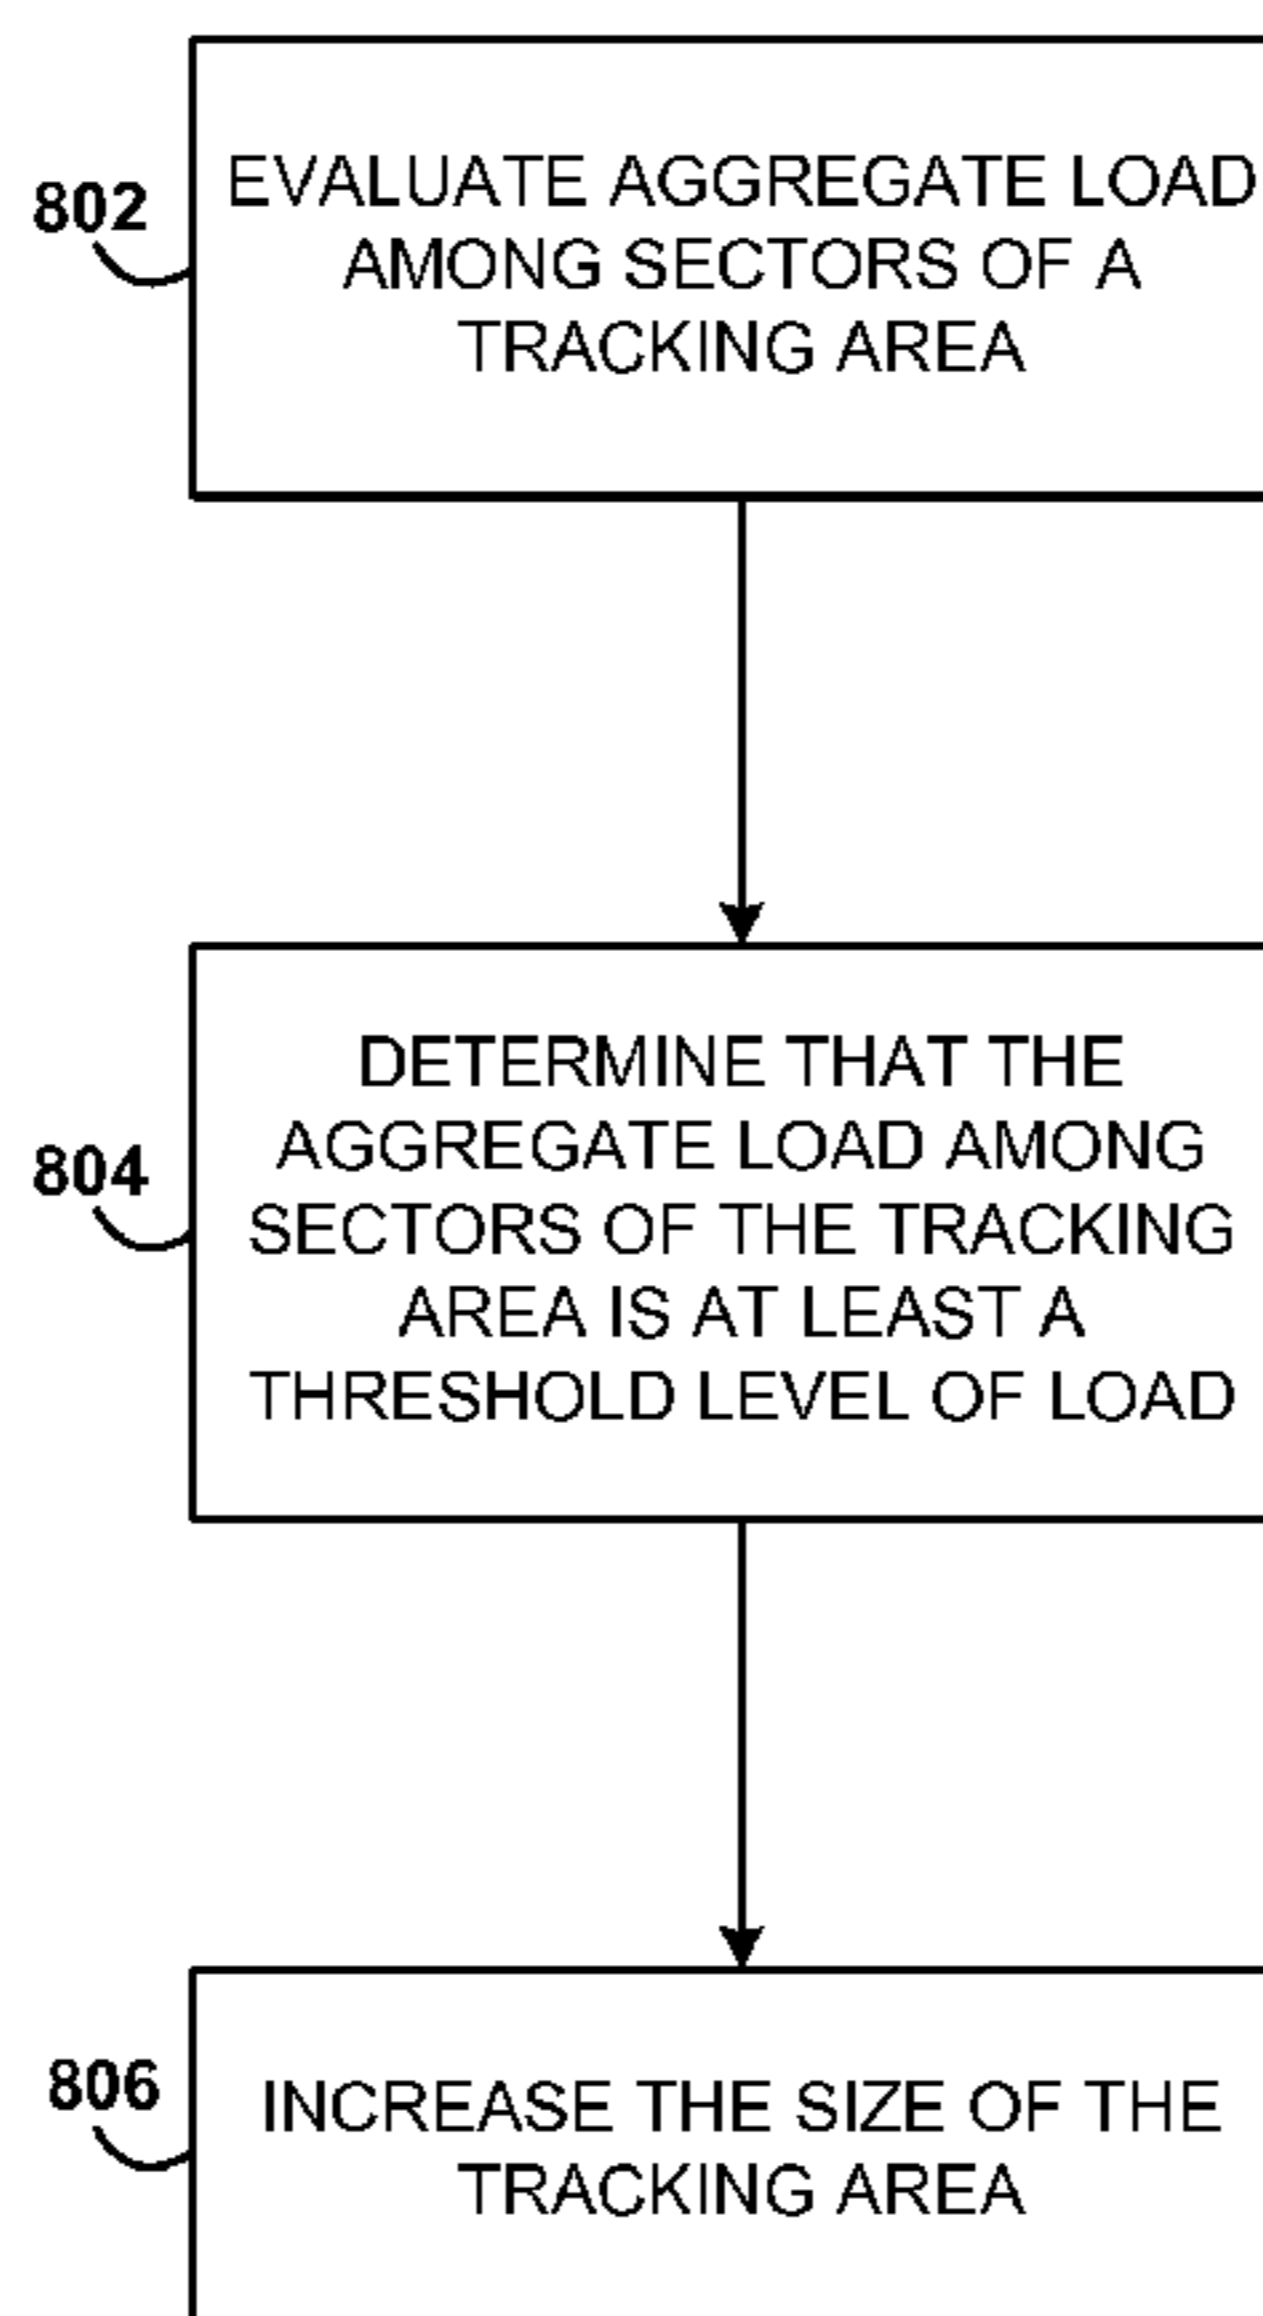 802
EVALUATE AGGREGATE LOAD
AMONG SECTORS OF A
TRACKING AREA
804
DETERMINE THAT THE
AGGREGATE LOAD AMONG
SECTORS OF THE TRACKING
AREA IS AT LEAST A
THRESHOLD LEVEL OF LOAD
806
INCREASE THE SIZE OF THE
TRACKING AREA